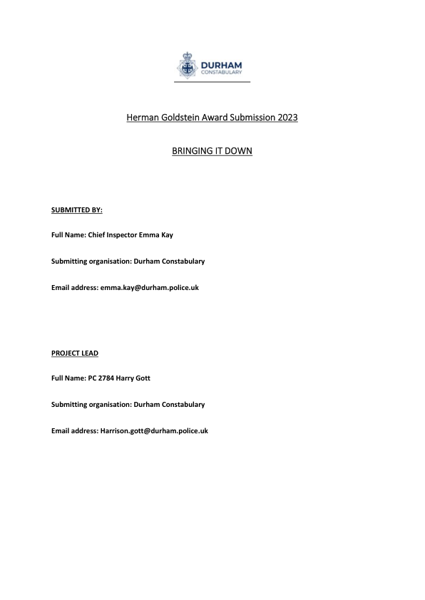 DURHAM
CONSTABULARY
Herman Goldstein Award Submission 2023
BRINGING IT DOWN
SUBMITTED BY:
Full Name: Chief Inspector Emma Kay
Submitting organisation: Durham Constabulary
Email address: emma.kay@durham.police.uk
PROJECT LEAD
Full Name: PC 2784 Harry Gott
Submitting organisation: Durham Constabulary
Email address: Harrison.gott@durham.police.uk